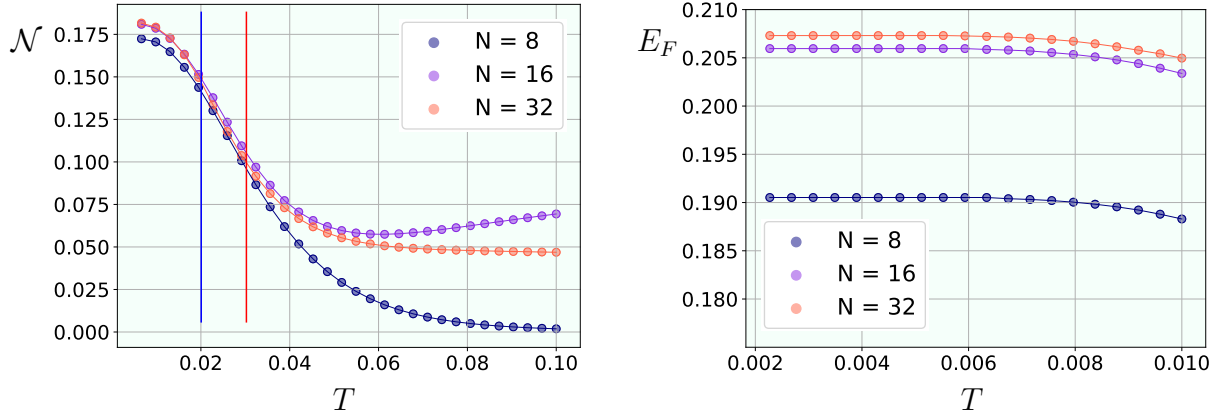 𝒩
0.175
0.150
0.125
0.100
0.075
0.050
0.025
0.000
0.02
0.04
0.06
0.08
0.10
T
N = 8
N = 16
N = 32
E_F
0.210
0.205
0.200
0.195
0.190
0.185
0.180
0.002
0.004
0.006
0.008
0.010
T
N = 8
N = 16
N = 32